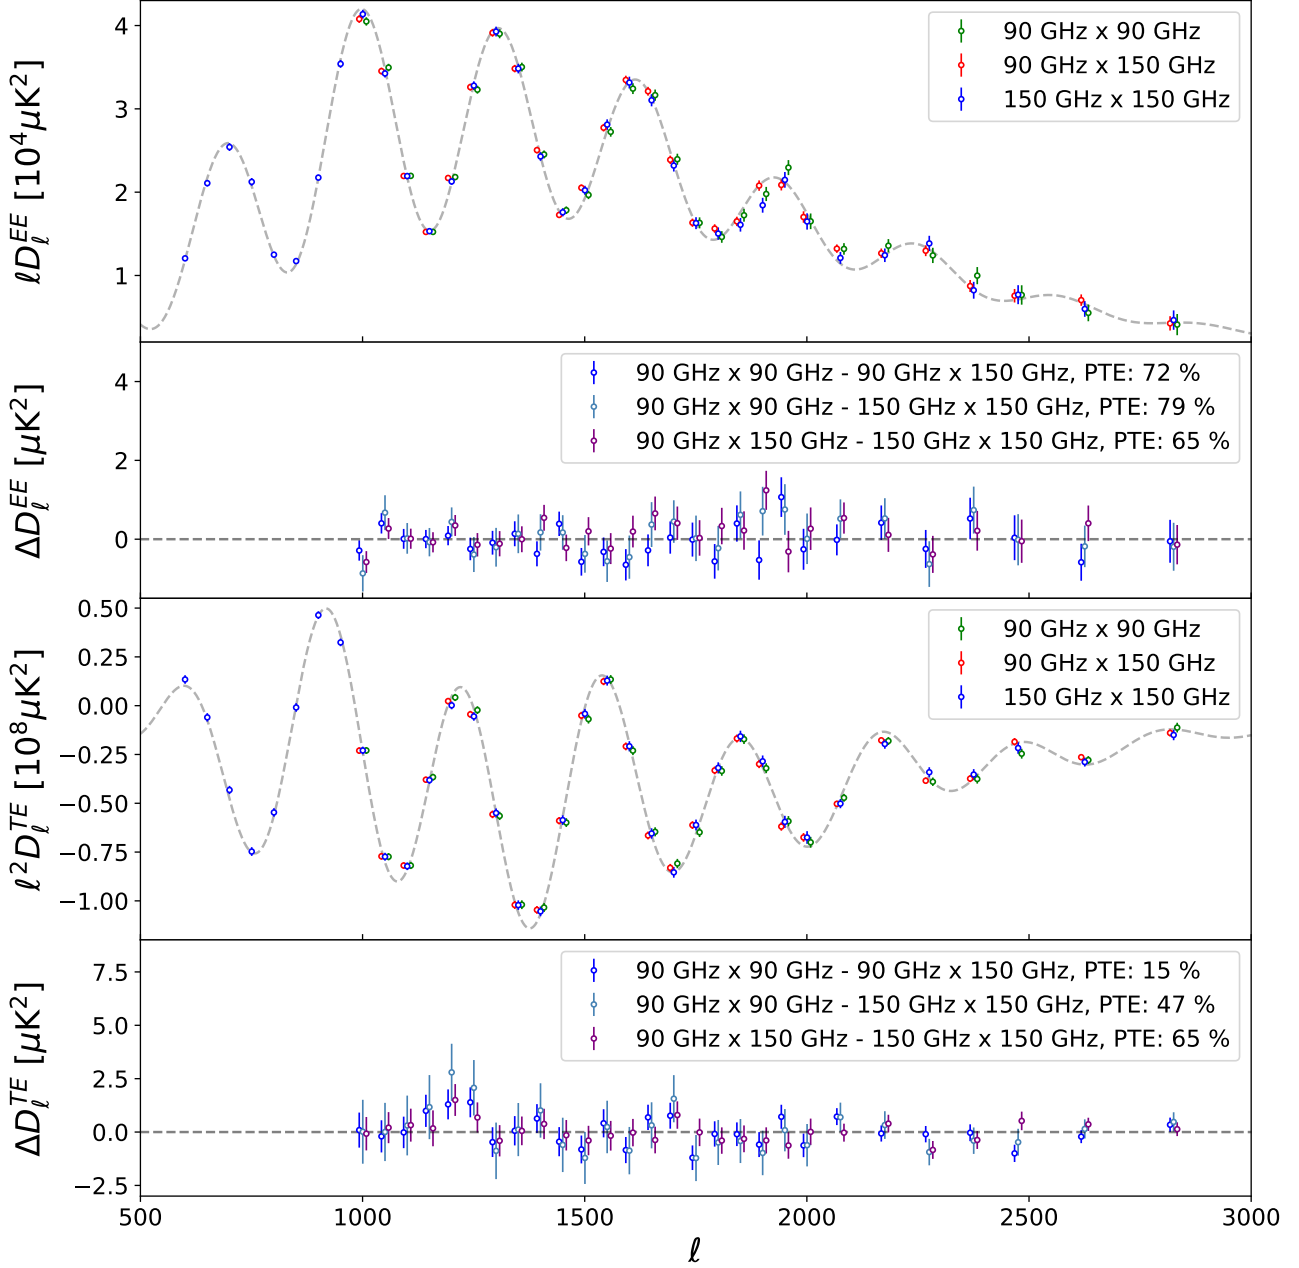 ℓD_ℓ^{EE} [10^4 μK^2]
4
3
2
1
90 GHz x 90 GHz
90 GHz x 150 GHz
150 GHz x 150 GHz
ΔD_ℓ^{EE} [μK^2]
4
2
0
90 GHz x 90 GHz - 90 GHz x 150 GHz, PTE: 72 %
90 GHz x 90 GHz - 150 GHz x 150 GHz, PTE: 79 %
90 GHz x 150 GHz - 150 GHz x 150 GHz, PTE: 65 %
ℓ^2D_ℓ^{TE} [10^8 μK^2]
0.50
0.25
0.00
−0.25
−0.50
−0.75
−1.00
90 GHz x 90 GHz
90 GHz x 150 GHz
150 GHz x 150 GHz
ΔD_ℓ^{TE} [μK^2]
7.5
5.0
2.5
0.0
−2.5
90 GHz x 90 GHz - 90 GHz x 150 GHz, PTE: 15 %
90 GHz x 90 GHz - 150 GHz x 150 GHz, PTE: 47 %
90 GHz x 150 GHz - 150 GHz x 150 GHz, PTE: 65 %
500 1000 1500 2000 2500 3000
ℓ